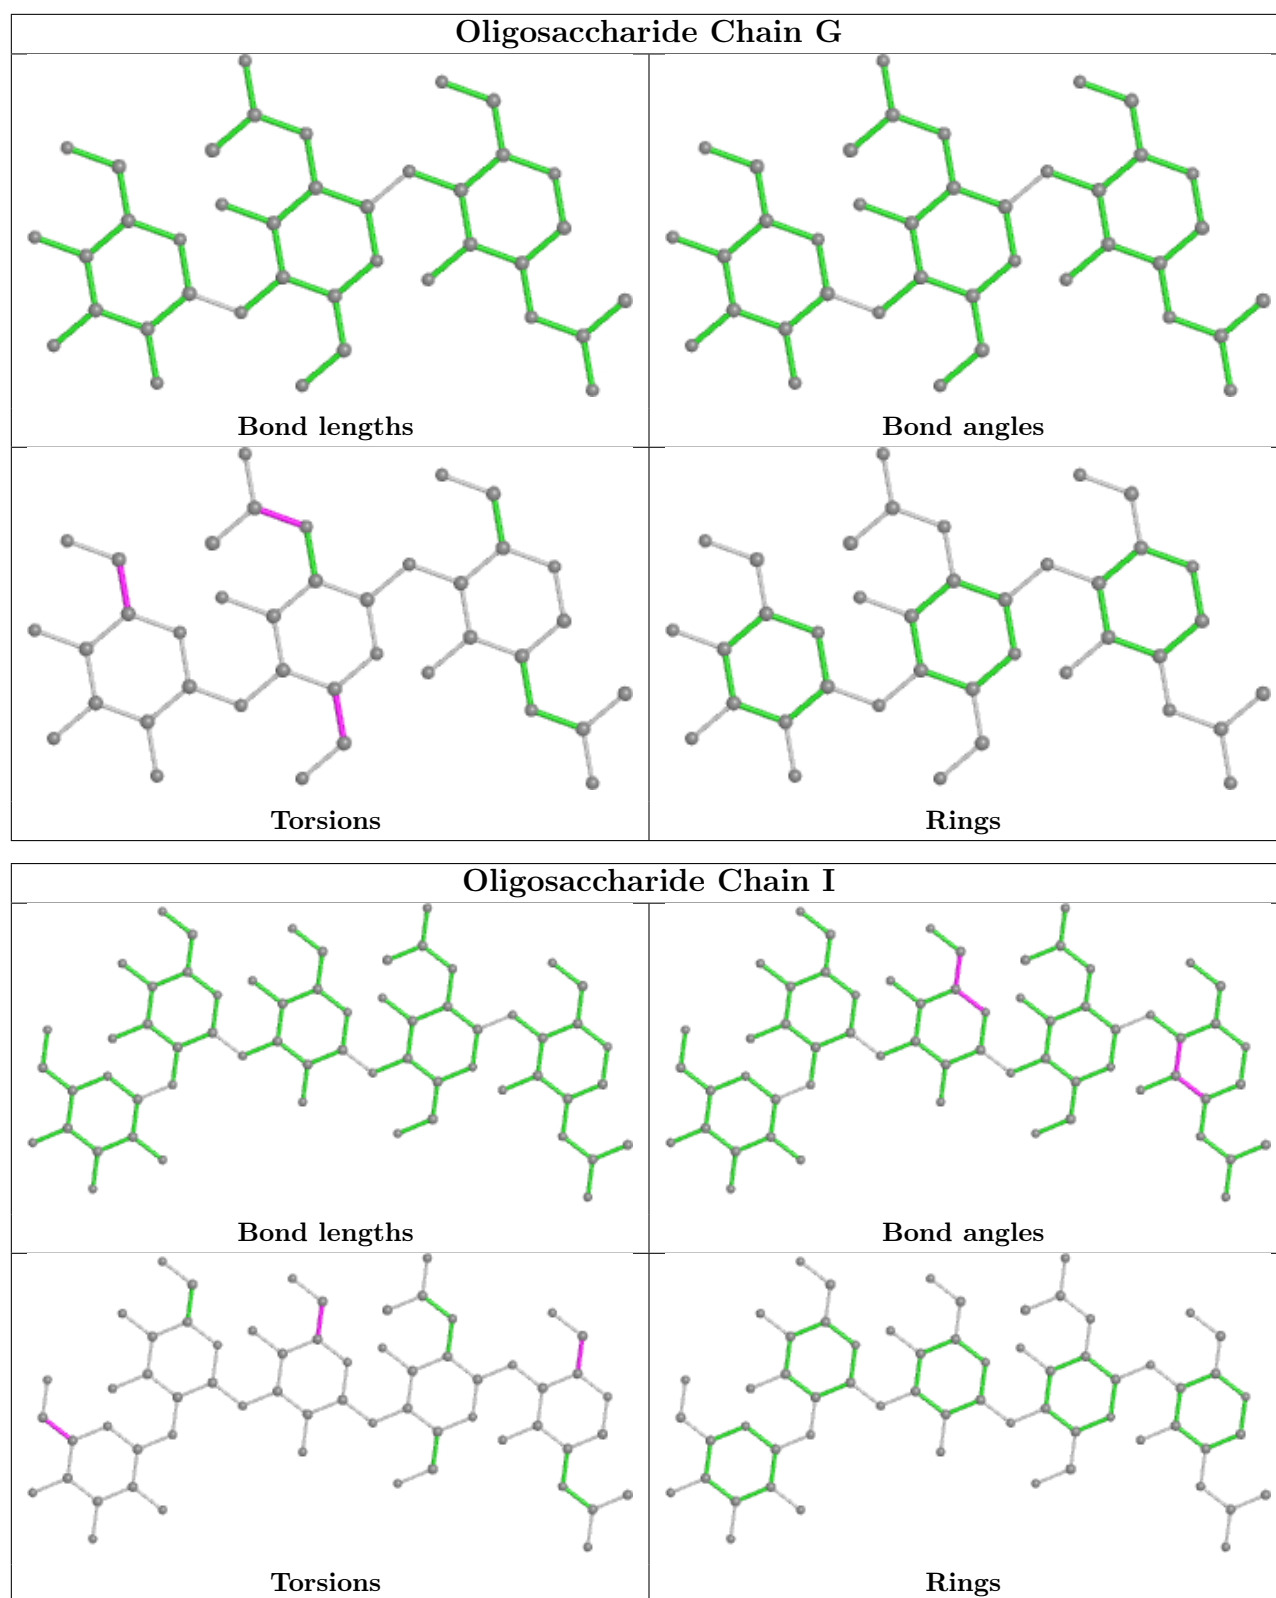 Oligosaccharide Chain G
Bond lengths
Bond angles
Torsions
Rings
Oligosaccharide Chain I
Bond lengths
Bond angles
Torsions
Rings